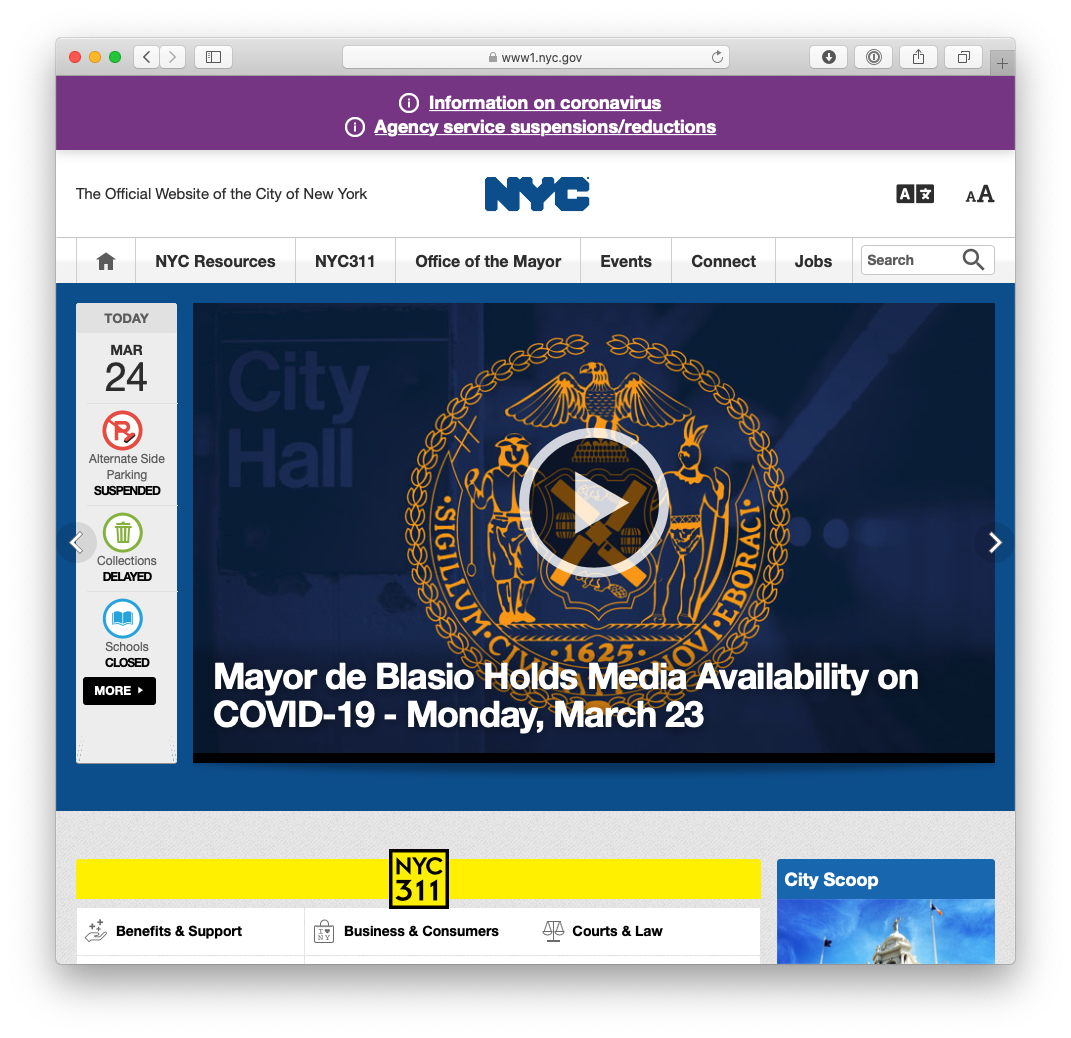 www1.nyc.gov
Information on coronavirus
Agency service suspensions/reductions
The Official Website of the City of New York
NYC
A 文
AA
NYC Resources
NYC311
Office of the Mayor
Events
Connect
Jobs
Search
TODAY
MAR
24
Alternate Side
Parking
SUSPENDED
Collections
DELAYED
Schools
CLOSED
MORE
City
Hall
SIGILLUM
1625
NOVI EBORACI
Mayor de Blasio Holds Media Availability on
COVID-19 - Monday, March 23
NYC
311
City Scoop
Benefits & Support
I ♥
NY
Business & Consumers
Courts & Law